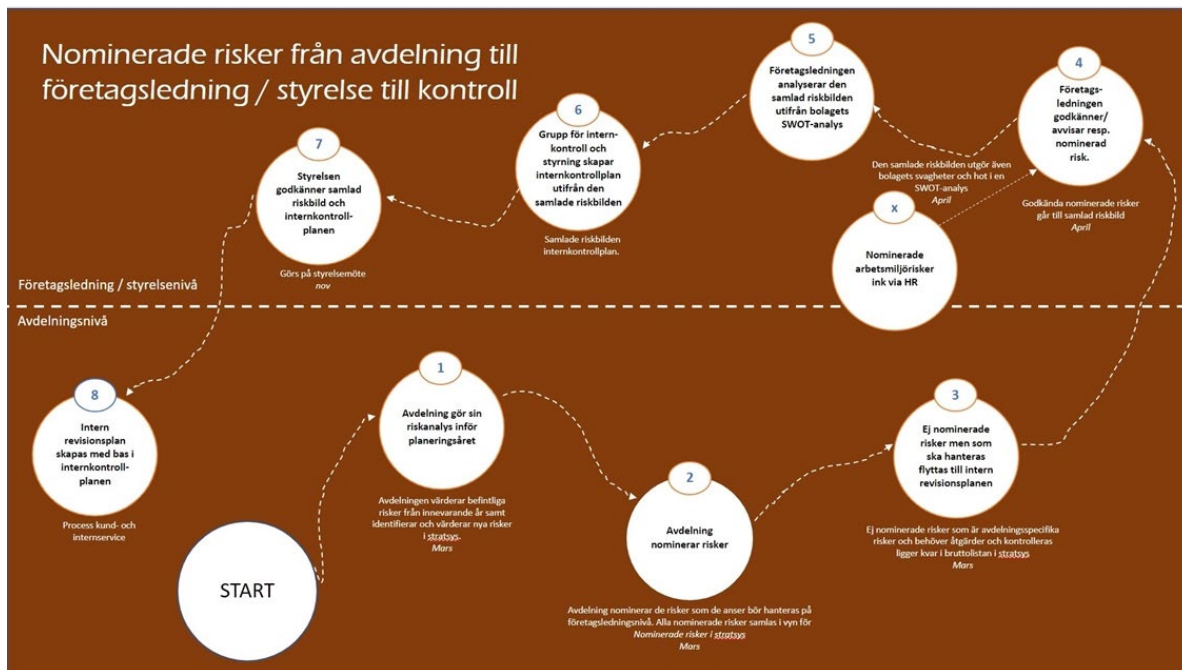 Nominerade risker från avdelning till
företagsledning / styrelse till kontroll
START
1
Avdelning gör sin
riskanalys inför
planeringsåret
Avdelningen värderar befintliga
risker från innevarande år samt
identifierar och värderar nya risker
i stratsys.
Mars
2
Avdelning
nominerar risker
Avdelning nominerar de risker som de anser bör hanteras på
företagsledningsnivå. Alla nominerade risker samlas i vyn för
Nominerade risker i stratsys
Mars
3
Ej nominerade
risker men som
ska hanteras
flyttas till intern
revisionsplanen
Ej nominerade risker som är avdelningsspecifika
risker och behöver åtgärder och kontrolleras
ligger kvar i bruttolistan i stratsys
Mars
4
Företags-
ledningen
godkänner/
avvisar resp.
nominerad
risk.
Godkända nominerade risker
går till samlad riskbild
April
x
Nominerade
arbetsmiljörisker
ink via HR
5
Företagsledningen
analyserar den
samlad riskbilden
utifrån bolagets
SWOT-analys
Den samlade riskbilden utgör även
bolagets svagheter och hot i en
SWOT-analys
April
6
Grupp för intern-
kontroll och
styrning skapar
internkontrollplan
utifrån den
samlade riskbilden
Samlade riskbilden
internkontrollplan.
7
Styrelsen
godkänner samlad
riskbild och
internkontroll-
planen
Görs på styrelsemöte
nov
Företagsledning / styrelsenivå
Avdelningsnivå
8
Intern
revisionsplan
skapas med bas i
internkontroll-
planen
Process kund- och
internservice